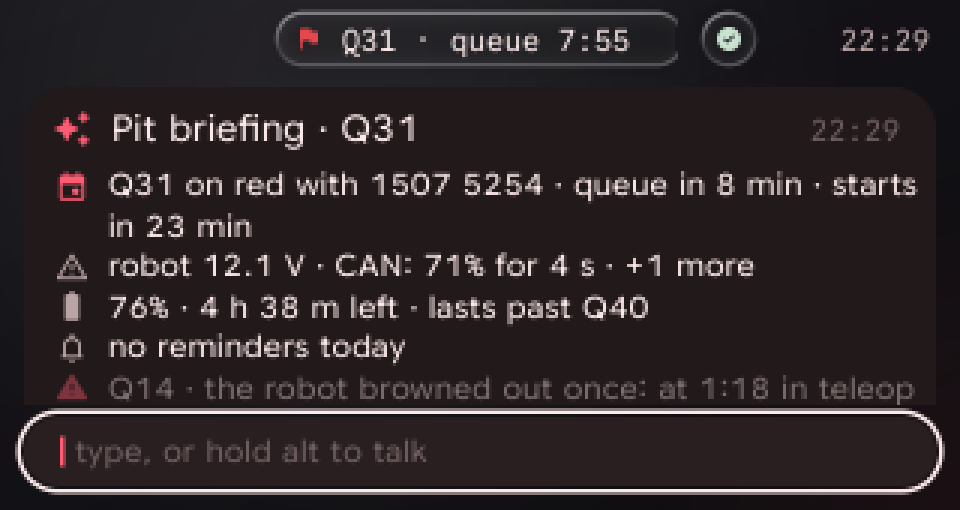 Q31 · queue 7:55
22:29
Pit briefing · Q31
22:29
Q31 on red with 1507 5254 · queue in 8 min · starts
in 23 min
robot 12.1 V · CAN: 71% for 4 s · +1 more
76% · 4 h 38 m left · lasts past Q40
no reminders today
Q14 · the robot browned out once: at 1:18 in teleop
type, or hold alt to talk